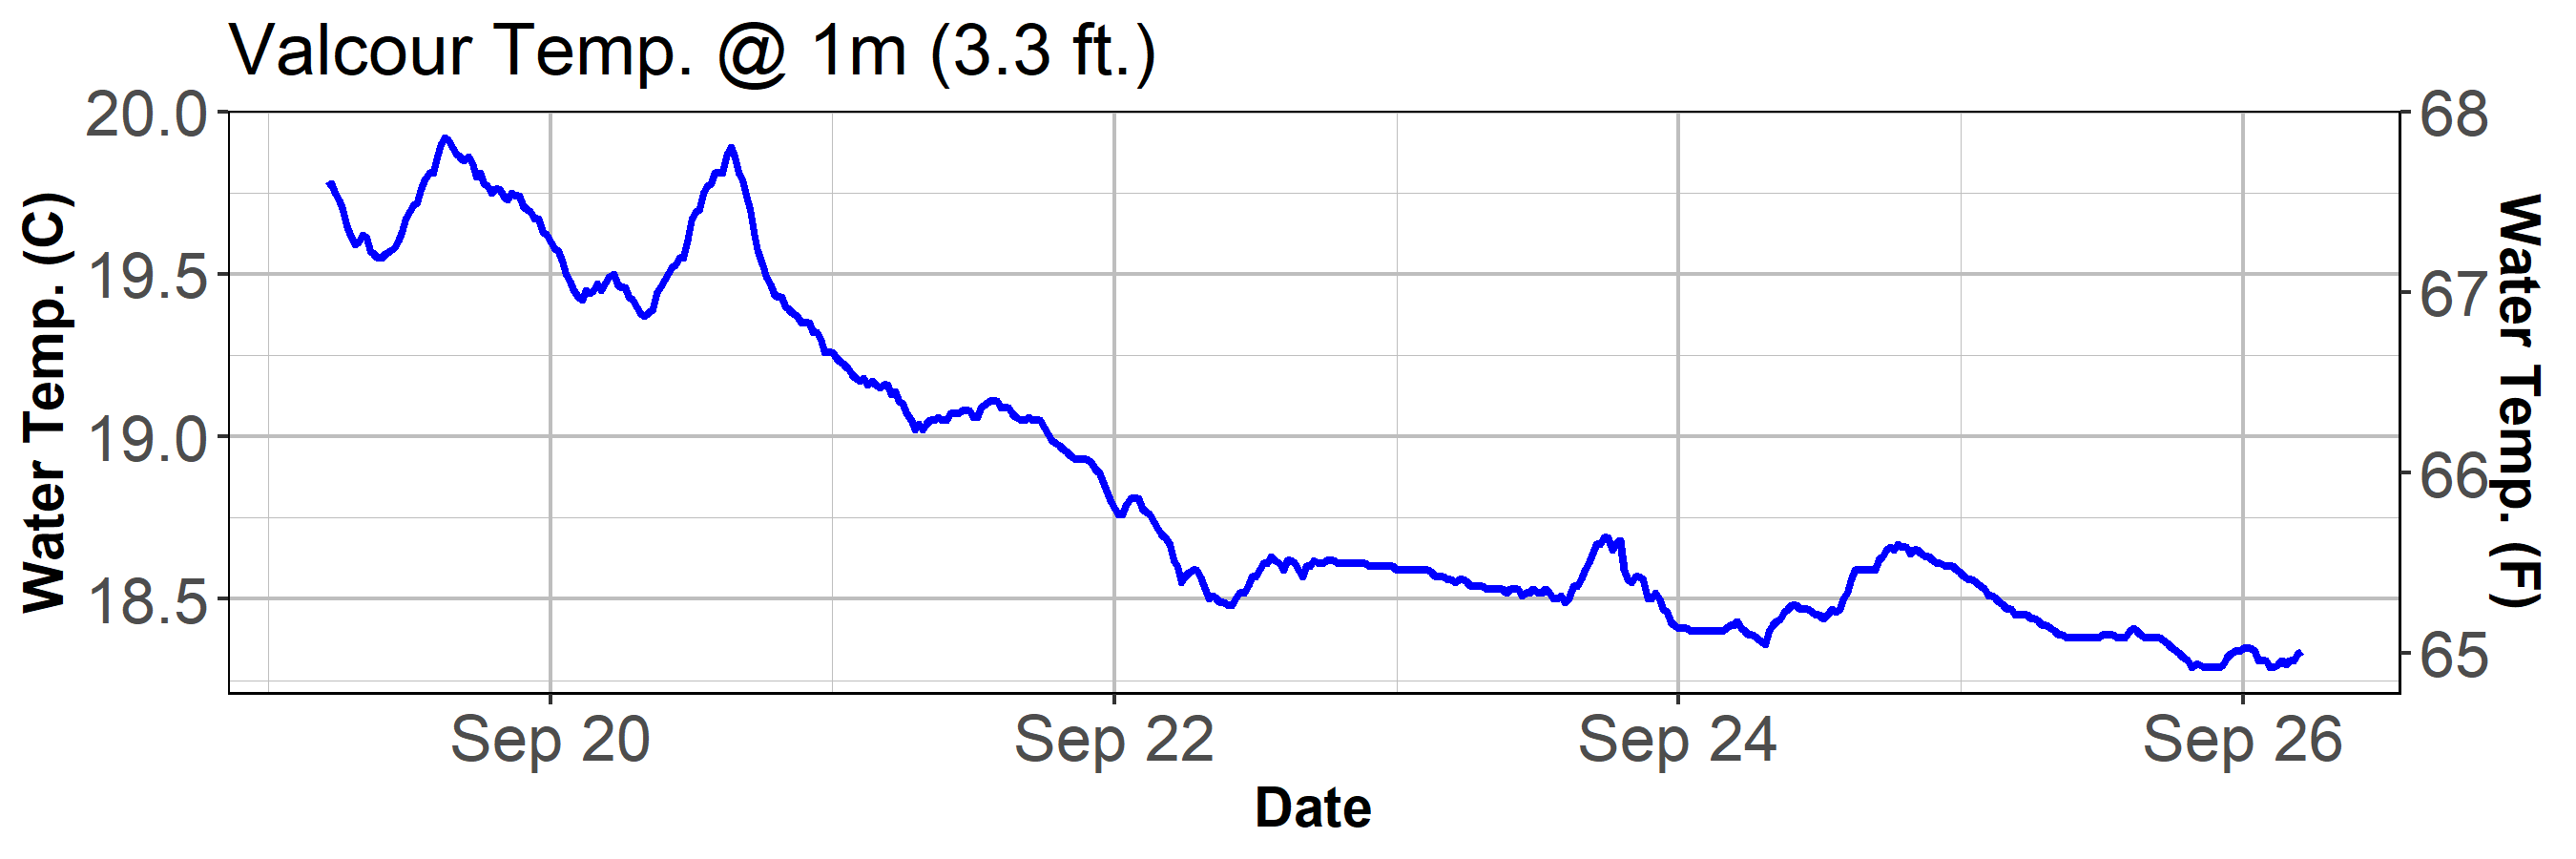 Valcour Temp. @ 1m (3.3 ft.)
Water Temp. (C)
20.0
19.5
19.0
18.5
68
67
66
65
Water Temp. (F)
Sep 20
Sep 22
Sep 24
Sep 26
Date